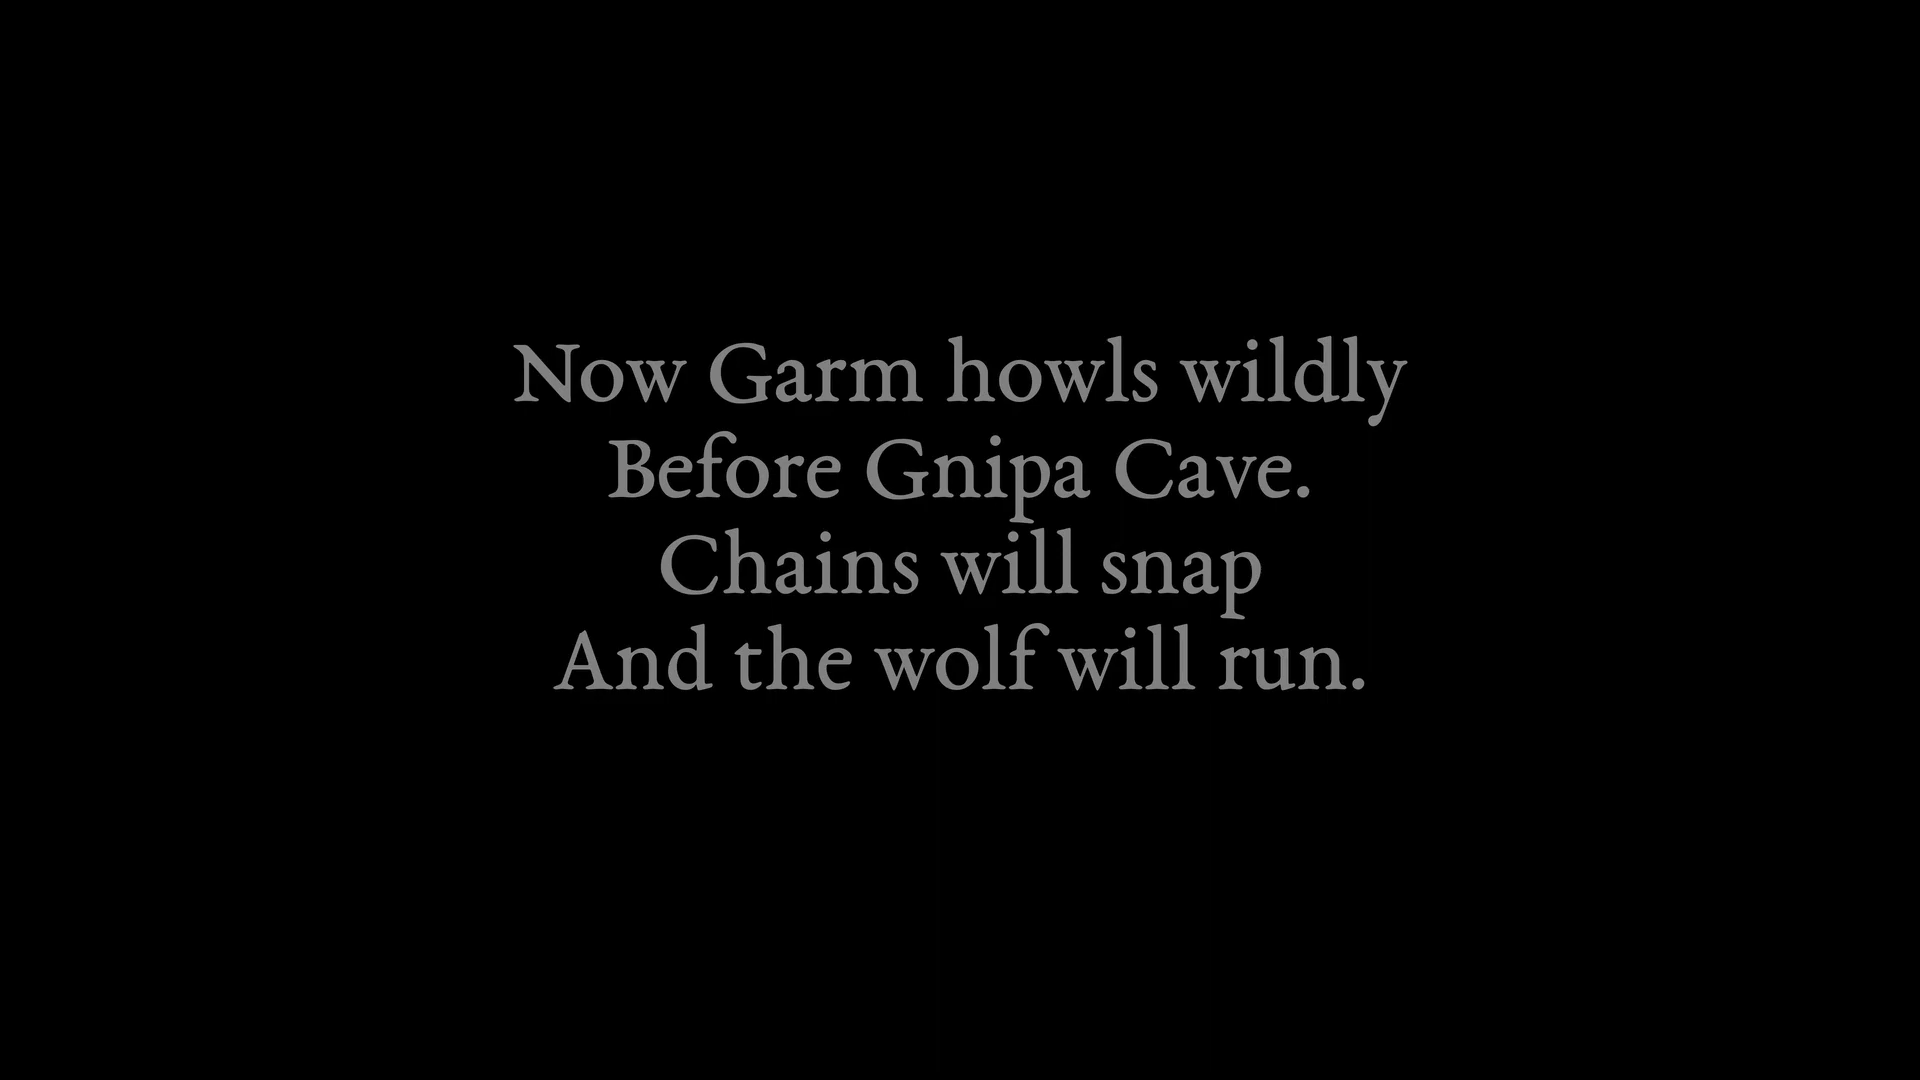 Now Garm howls wildly
Before Gnipa Cave.
Chains will snap
And the wolf will run.